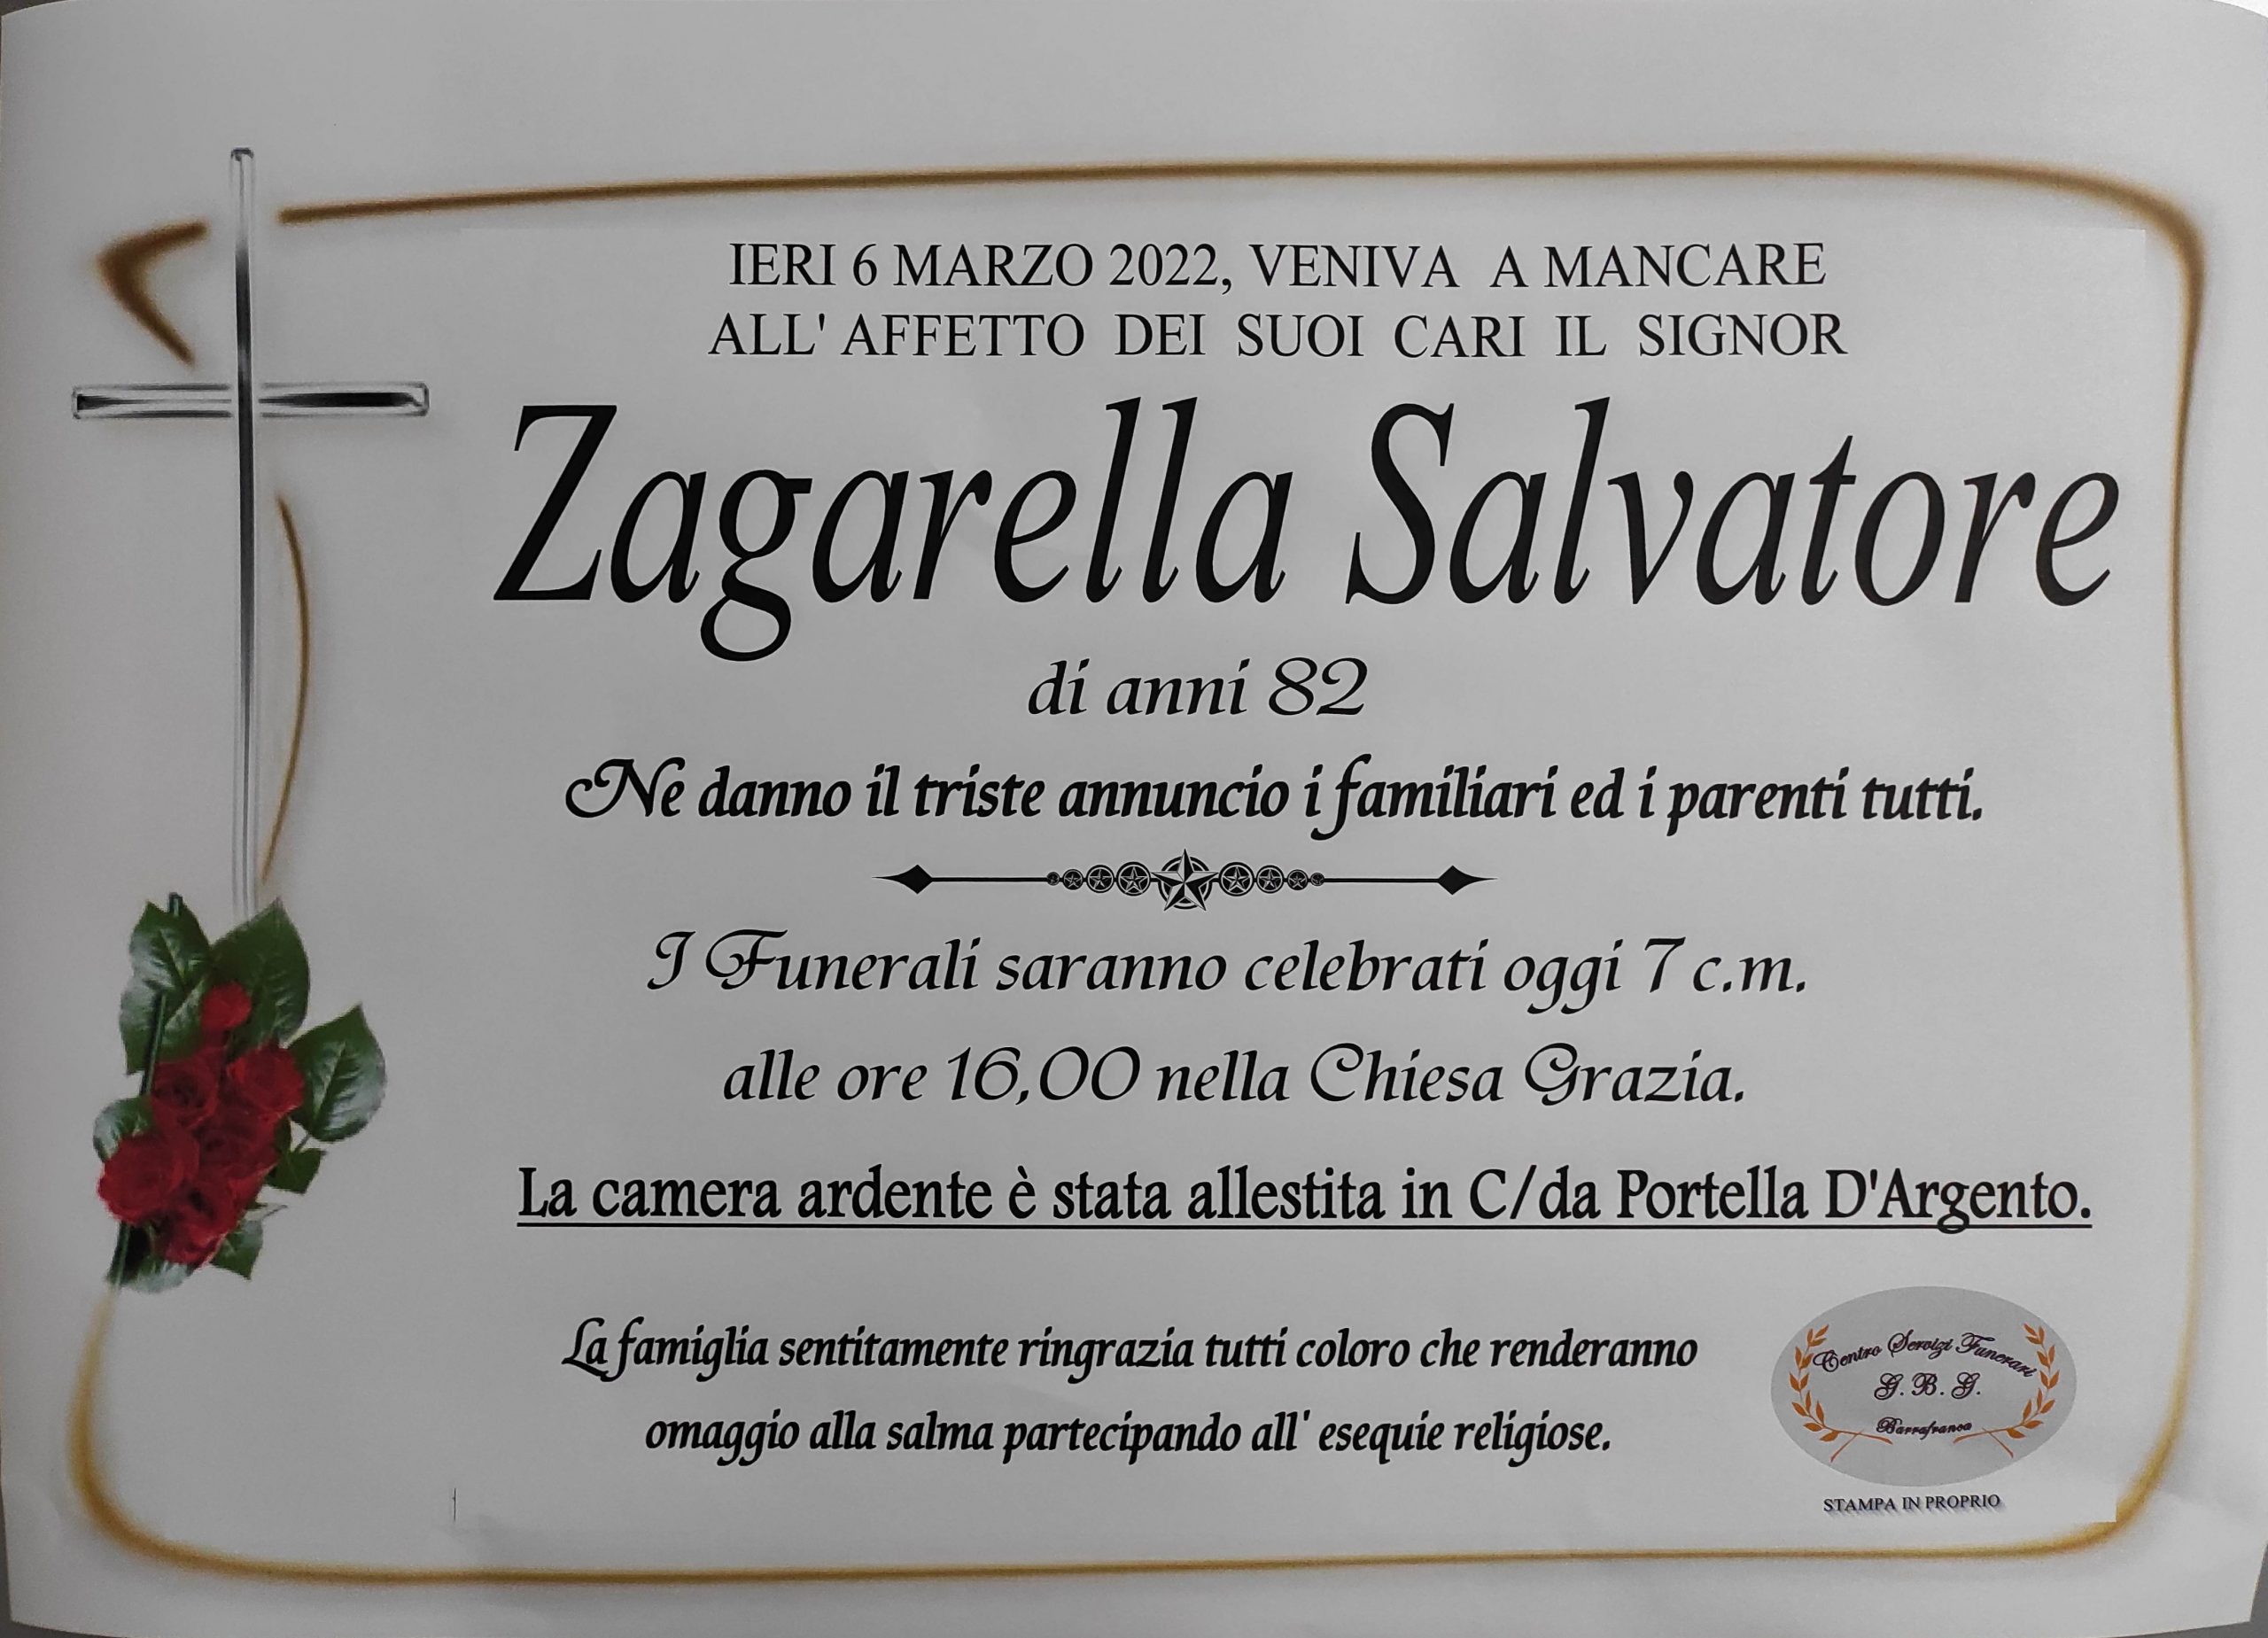 IERI 6 MARZO 2022, VENIVA A MANCARE
ALL' AFFETTO DEI SUOI CARI IL SIGNOR
Zagarella Salvatore
di anni 82
Ne danno il triste annuncio i familiari ed i parenti tutti.
I Funerali saranno celebrati oggi 7 c.m.
alle ore 16,00 nella Chiesa Grazia.
La camera ardente è stata allestita in C/da Portella D'Argento.
La famiglia sentitamente ringrazia tutti coloro che renderanno
omaggio alla salma partecipando all' esequie religiose.
Centro Servizi Funerari
G. B. G.
Barrafranca
STAMPA IN PROPRIO